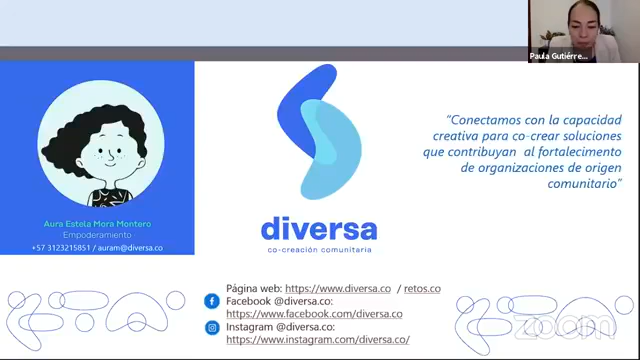 Paula Gutiérre...
"Conectamos con la capacidad
creativa para co-crear soluciones
que contribuyan al fortalecimiento
de organizaciones de origen
comunitario"
diversa
co-creación comunitaria
Aura Estela Mora Montero
Empoderamiento
+57 3123215851 / auram@diversa.co
Página web: https://www.diversa.co / retos.co
Facebook @diversa.co:
https://www.facebook.com/diversa.co
Instagram @diversa.co:
https://www.instagram.com/diversa.co/
zoom